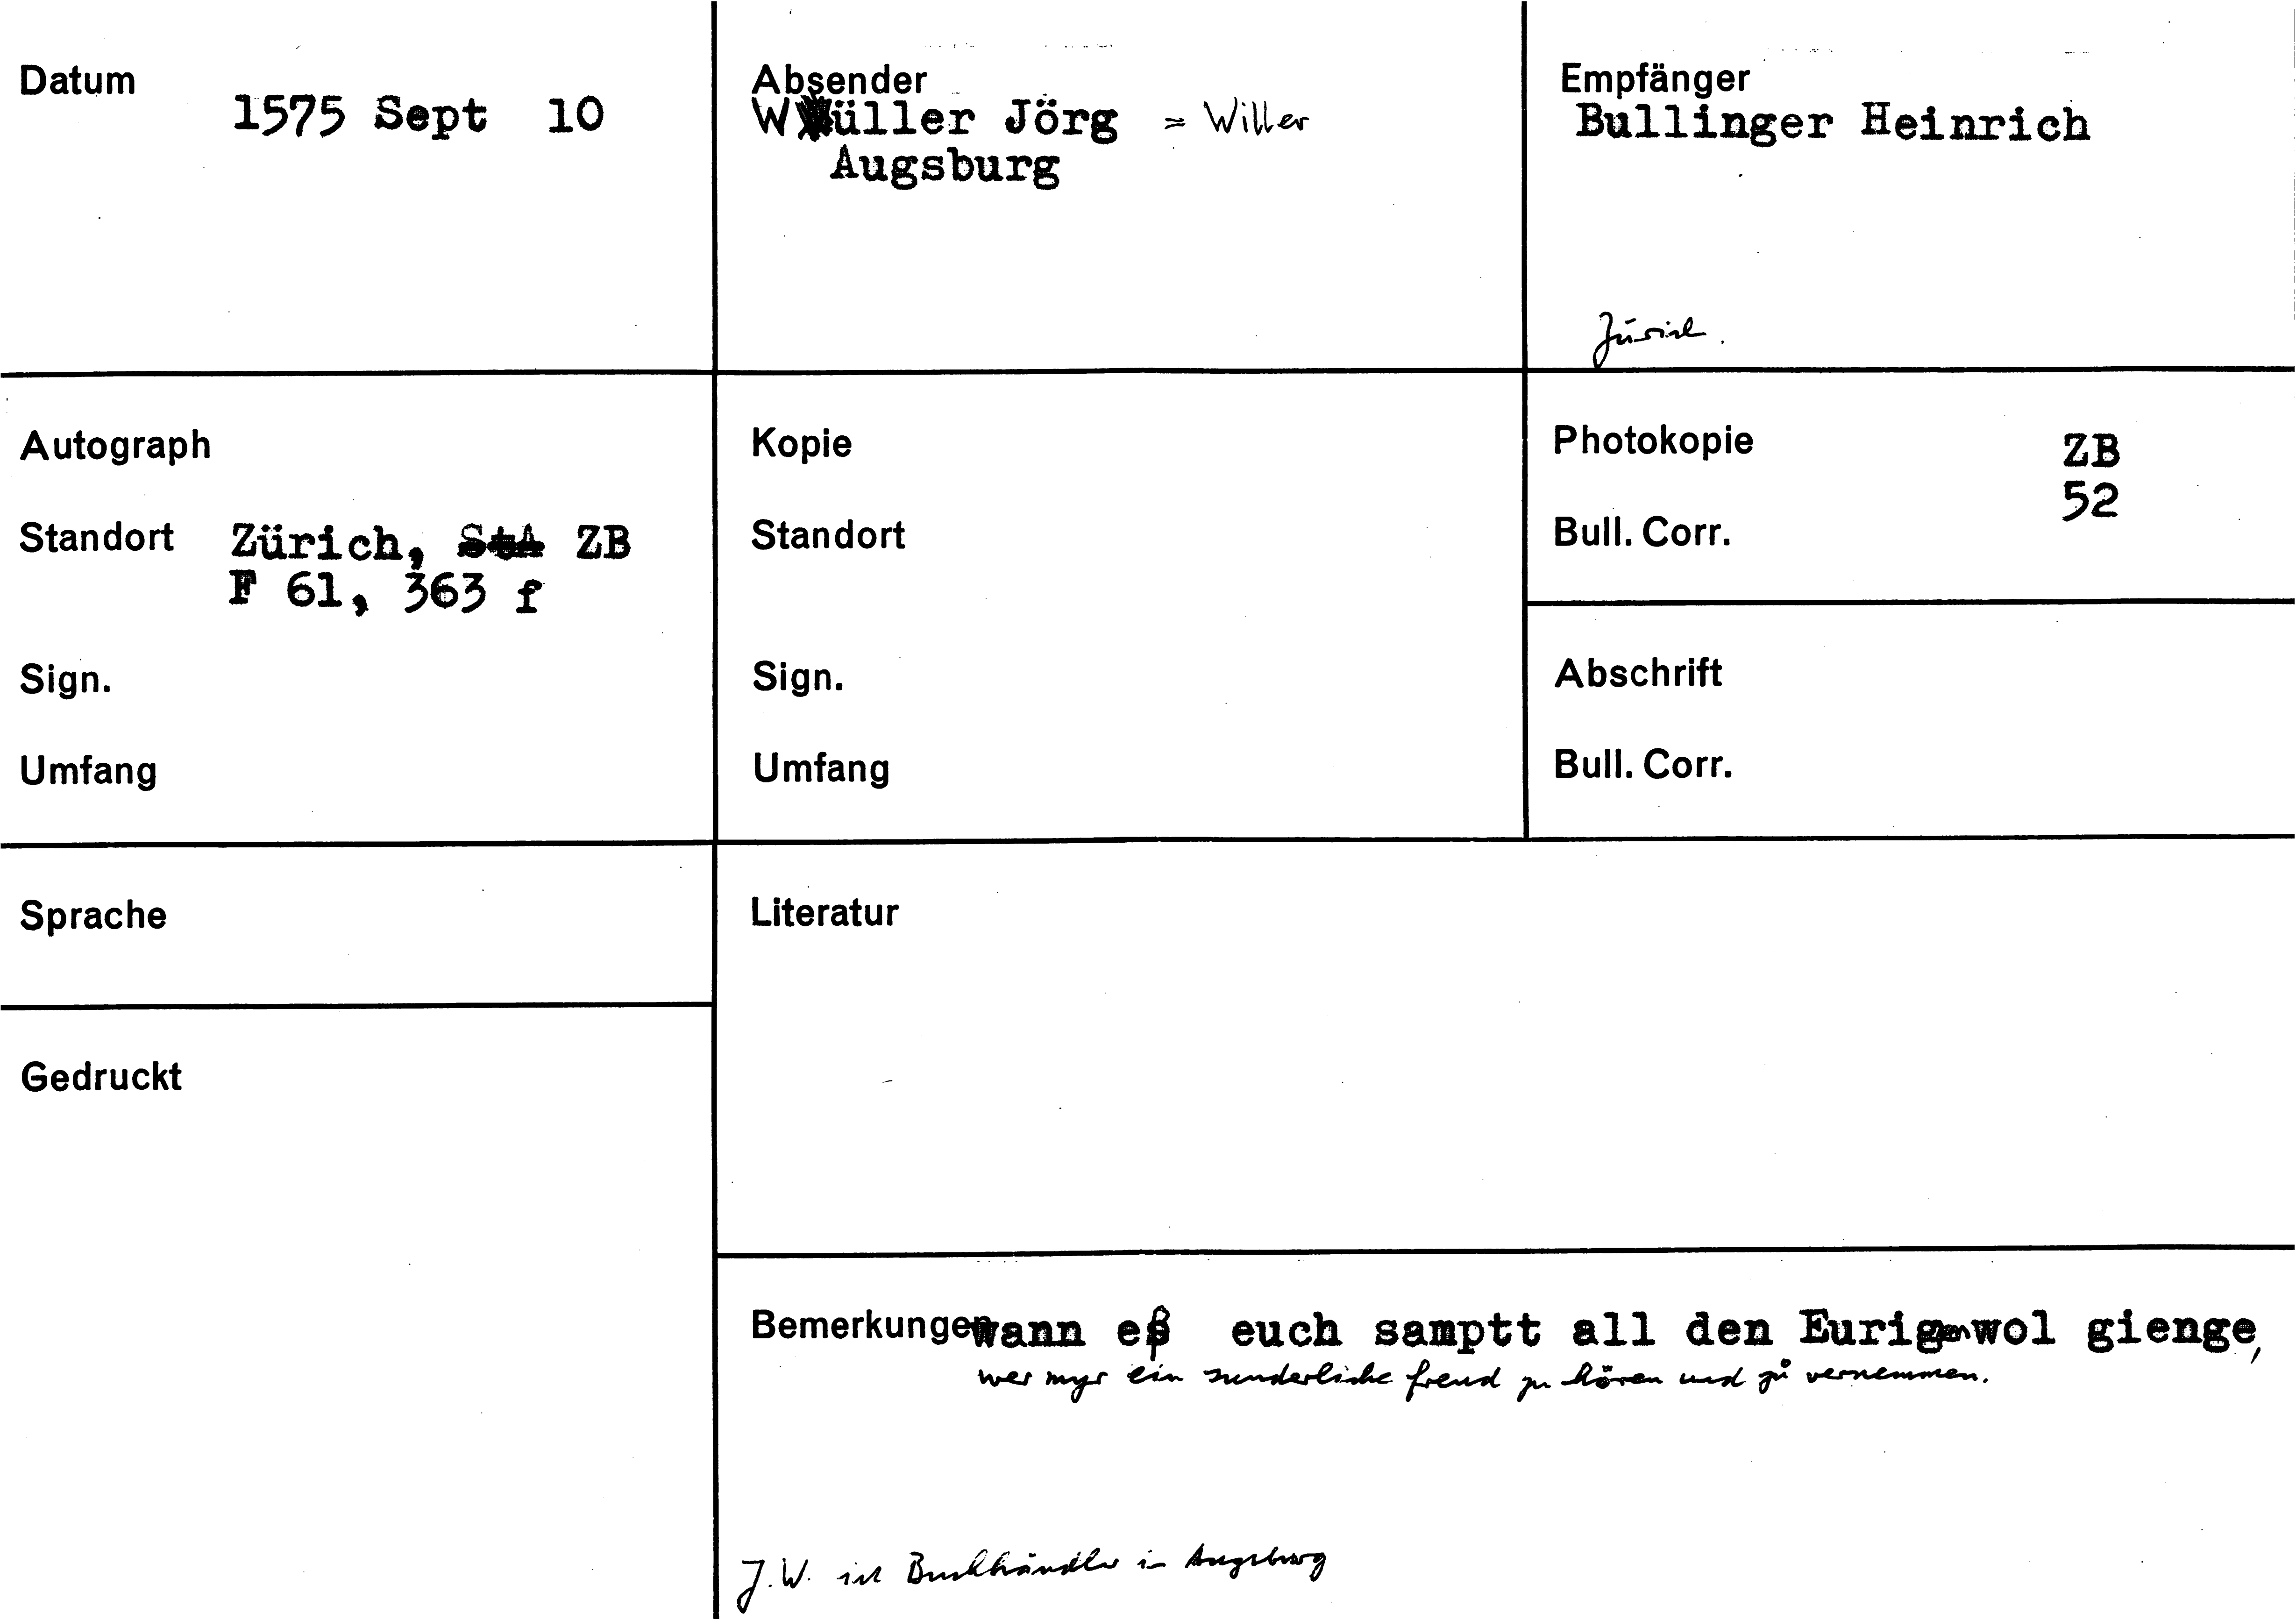 Datum
1575 Sept 10
Absender
Wüller Jörg = Willer
Augsburg
Empfänger
Bullinger Heinrich
Zürich.
Autograph
Standort Zürich, StA ZB
F 61, 363 f
Sign.
Umfang
Kopie
Standort
Sign.
Umfang
Photokopie ZB
52
Bull. Corr.
Abschrift
Bull. Corr.
Sprache
Gedruckt
Literatur
Bemerkungen wann eß euch samptt all den Eurigen wol gienge,
wer myr ein sunderliche freud zu hören und zů vernemmen.
J.W. ist Buchhändler in Augsburg